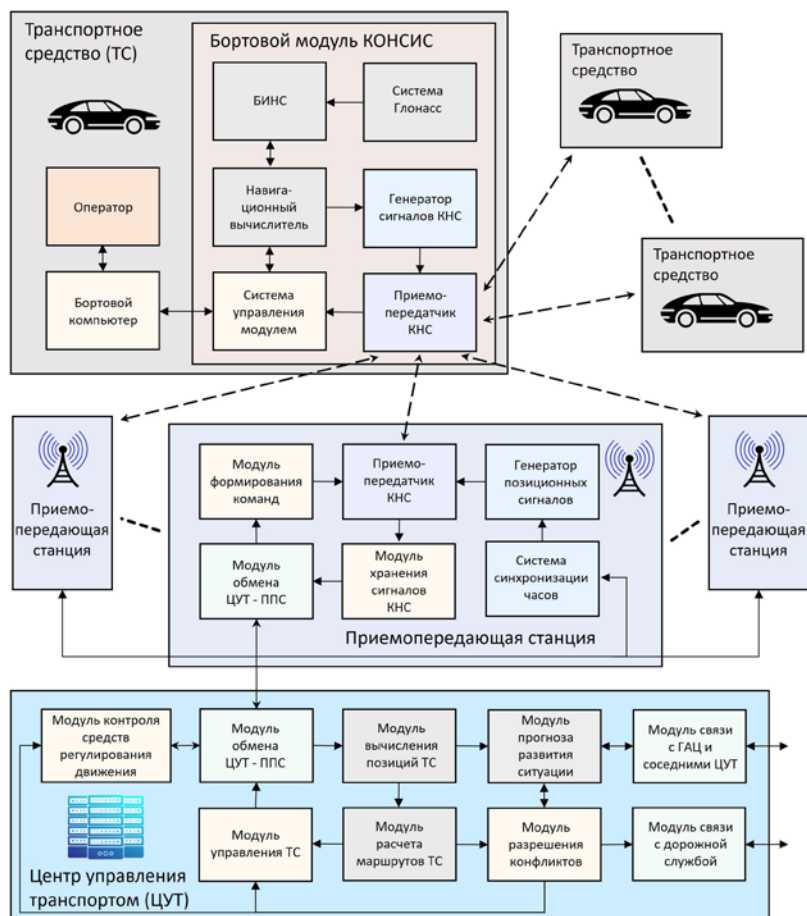 Транспортное
средство (ТС)
Бортовой модуль КОНСИС
БИНС
Система
Глонасс
Оператор
Навига-
ционный
вычислитель
Генератор
сигналов КНС
Бортовой
компьютер
Система
управления
модулем
Приемо-
передатчик
КНС
Транспортное
средство
Транспортное
средство
Приемо-
передающая
станция
Модуль
формирования
команд
Приемо-
передатчик
КНС
Генератор
позиционных
сигналов
Модуль
обмена
ЦУТ - ППС
Модуль
хранения
сигналов
КНС
Система
синхронизации
часов
Приемопередающая станция
Приемо-
передающая
станция
Модуль контроля
средств
регулирования
движения
Модуль
обмена
ЦУТ - ППС
Модуль
вычисления
позиций ТС
Модуль
прогноза
развития
ситуации
Модуль связи
с ГАЦ и
соседними ЦУТ
Модуль
управления ТС
Модуль
расчета
маршрутов ТС
Модуль
разрешения
конфликтов
Модуль связи
с дорожной
службой
Центр управления
транспортом (ЦУТ)